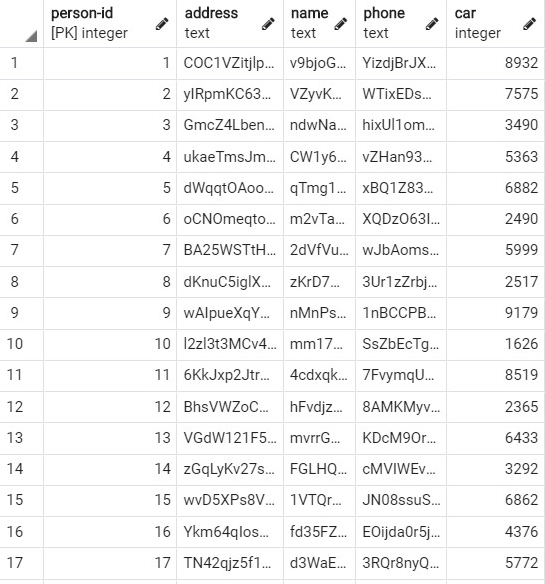 person-id address name phone car
[PK] integer text text text integer
1 1 COC1VZitjlp... v9bjoG... YizdjBrJX... 8932
2 2 yIRpmKC63... VZyvK... WTixEDs... 7575
3 3 GmcZ4Lben... ndwNa... hixUl1om... 3490
4 4 ukaeTmsJm... CW1y6... vZHan93... 5363
5 5 dWqqtOAoo... qTmg1... xBQ1Z83... 6882
6 6 oCNOmeqto... m2vTa... XQDzO63I... 2490
7 7 BA25WSTtH... 2dVfVu... wJbAoms... 5999
8 8 dKnuC5iglX... zKrD7... 3Ur1zZrbj... 2517
9 9 wAIpueXqY... nMnPs... 1nBCCPB... 9179
10 10 l2zl3t3MCv4... mm17... SsZbEcTg... 1626
11 11 6KkJxp2Jtr... 4cdxqk... 7FvymqU... 8519
12 12 BhsVWZoC... hFvdjz... 8AMKMyv... 2365
13 13 VGdW121F5... mvrrG... KDcM9Or... 6433
14 14 zGqLyKv27s... FGLHQ... cMVIWEv... 3292
15 15 wvD5XPs8V... 1VTQr... JN08ssuS... 6862
16 16 Ykm64qIos... fd35FZ... EOijda0r5j... 4376
17 17 TN42qjz5f1... d3WaE... 3RQr8nyQ... 5772